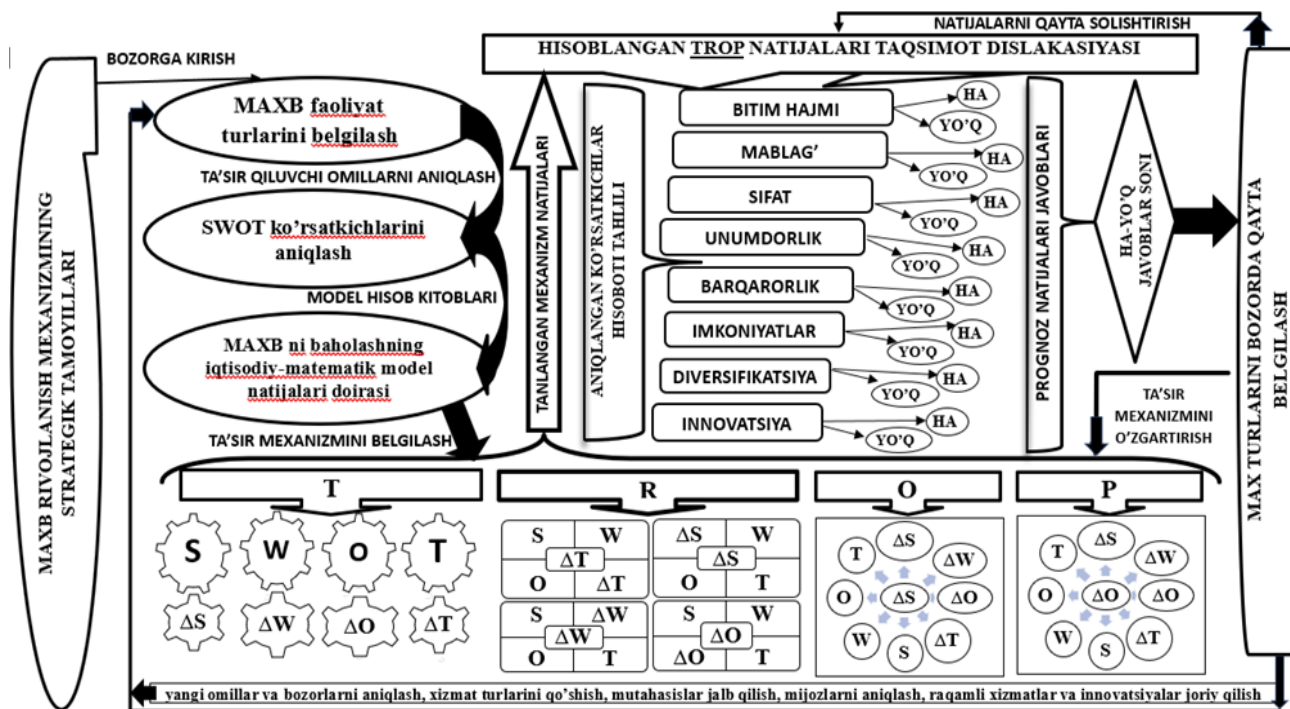 NATIJALARNI QAYTA SOLISHTIRISH
HISOBLANGAN TROP NATIJALARI TAQSIMOT DISLAKASIYASI
MAXB RIVOJLANISH MEXANIZMINING
STRATEGIK TAMOYILLARI
BOZORGA KIRISH
MAXB faoliyat
turlarini belgilash
TA'SIR QILUVCHI OMILLARNI ANIQLASH
SWOT ko'rsatkichlarini
aniqlash
MODEL HISOB KITOBLARI
MAXB ni baholashning
iqtisodiy-matematik model
natijalari doirasi
TA'SIR MEXANIZMINI BELGILASH
TANLANGAN MEXANIZM NATIJALARI
ANIQLANGAN KO'RSATKICHLAR
HISOBOTI TAHLILI
BITIM HAJMI
HA
YO'Q
MABLAG'
HA
YO'Q
SIFAT
HA
YO'Q
UNUMDORLIK
HA
YO'Q
BARQARORLIK
HA
YO'Q
IMKONIYATLAR
HA
YO'Q
DIVERSIFIKATSIYA
HA
YO'Q
INNOVATSIYA
HA
YO'Q
PROGNOZ NATIJALARI JAVOBLARI
HA-YO'Q
JAVOBLAR SONI
TA'SIR
MEXANIZMINI
O'ZGARTIRISH
MAX TURLARINI BOZORDA QAYTA
BELGILASH
T
S W O T
ΔS ΔW ΔO ΔT
R
S W
ΔT
O ΔT
ΔS W
ΔS
O T
S ΔW
ΔW
O T
S W
ΔO
ΔO T
O
ΔS
T ΔW
O ΔS ΔO
W ΔT
S
P
ΔS
T ΔW
O ΔO ΔO
W ΔT
S
yangi omillar va bozorlarni aniqlash, xizmat turlarini qo'shish, mutahasislar jalb qilish, mijozlarni aniqlash, raqamli xizmatlar va innovatsiyalar joriy qilish